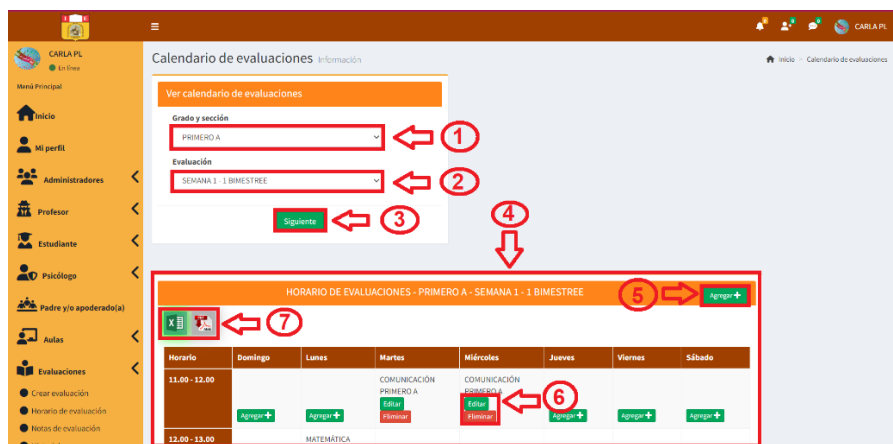 CARLA PL
CARLA PL
En línea
Menú Principal
Inicio
Mi perfil
Administradores
Profesor
Estudiante
Psicólogo
Padre y/o apoderado(a)
Aulas
Evaluaciones
Crear evaluación
Horario de evaluación
Notas de evaluación
Calendario de evaluaciones Información
Inicio > Calendario de evaluaciones
Ver calendario de evaluaciones
Grado y sección
PRIMERO A
1
Evaluación
SEMANA 1 - 1 BIMESTREE
2
Siguiente
3
4
HORARIO DE EVALUACIONES - PRIMERO A - SEMANA 1 - 1 BIMESTREE
5
Agregar
7
Horario Domingo Lunes Martes Miércoles Jueves Viernes Sábado
11.00 - 12.00
COMUNICACIÓN COMUNICACIÓN
PRIMERO A PRIMERO A
Editar Editar
6
Agregar Agregar Eliminar Eliminar Agregar Agregar Agregar
12.00 - 13.00 MATEMÁTICA